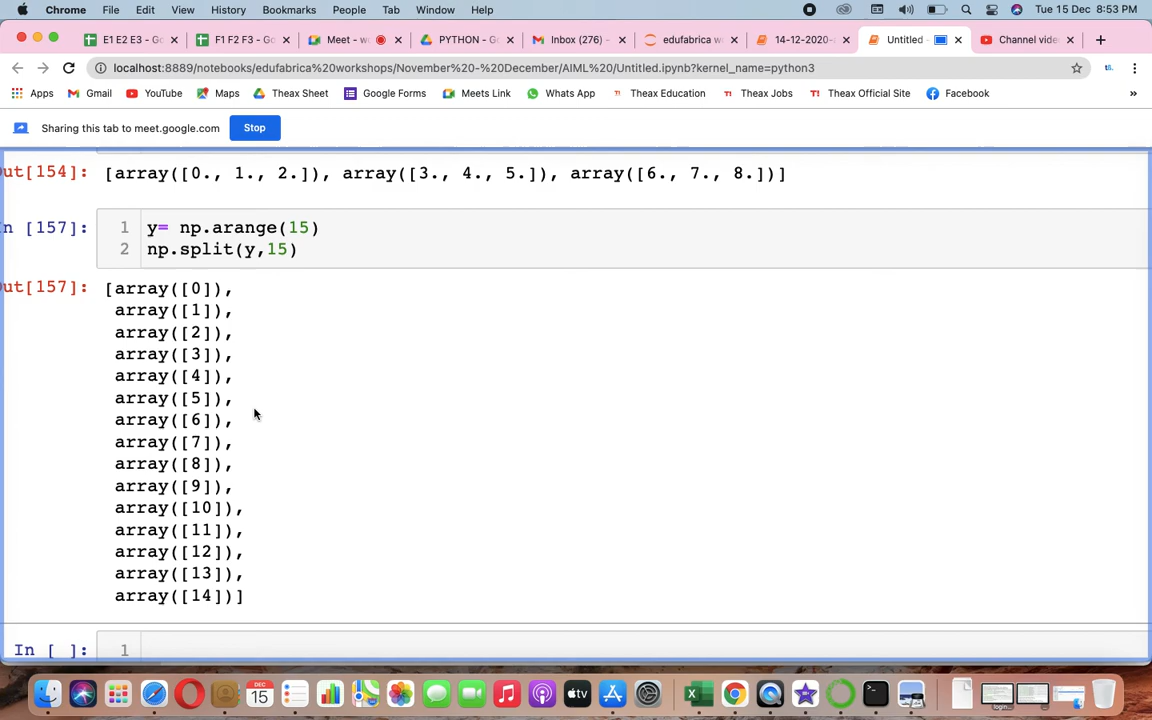 Chrome File Edit View History Bookmarks People Tab Window Help Tue 15 Dec 8:53 PM
E1 E2 E3 - Go × F1 F2 F3 - Go × Meet - w × PYTHON - Go × Inbox (276) - × edufabrica w × 14-12-2020- × Untitled × Channel vide × +
localhost:8889/notebooks/edufabrica%20workshops/November%20-%20December/AIML%20/Untitled.ipynb?kernel_name=python3
Apps Gmail YouTube Maps Theax Sheet Google Forms Meets Link Whats App Theax Education Theax Jobs Theax Official Site Facebook »
Sharing this tab to meet.google.com Stop
ut[154]: [array([0., 1., 2.]), array([3., 4., 5.]), array([6., 7., 8.])]
n [157]: 1 y= np.arange(15)
2 np.split(y,15)
ut[157]: [array([0]),
array([1]),
array([2]),
array([3]),
array([4]),
array([5]),
array([6]),
array([7]),
array([8]),
array([9]),
array([10]),
array([11]),
array([12]),
array([13]),
array([14])]
In [ ]: 1
DEC
15
tv